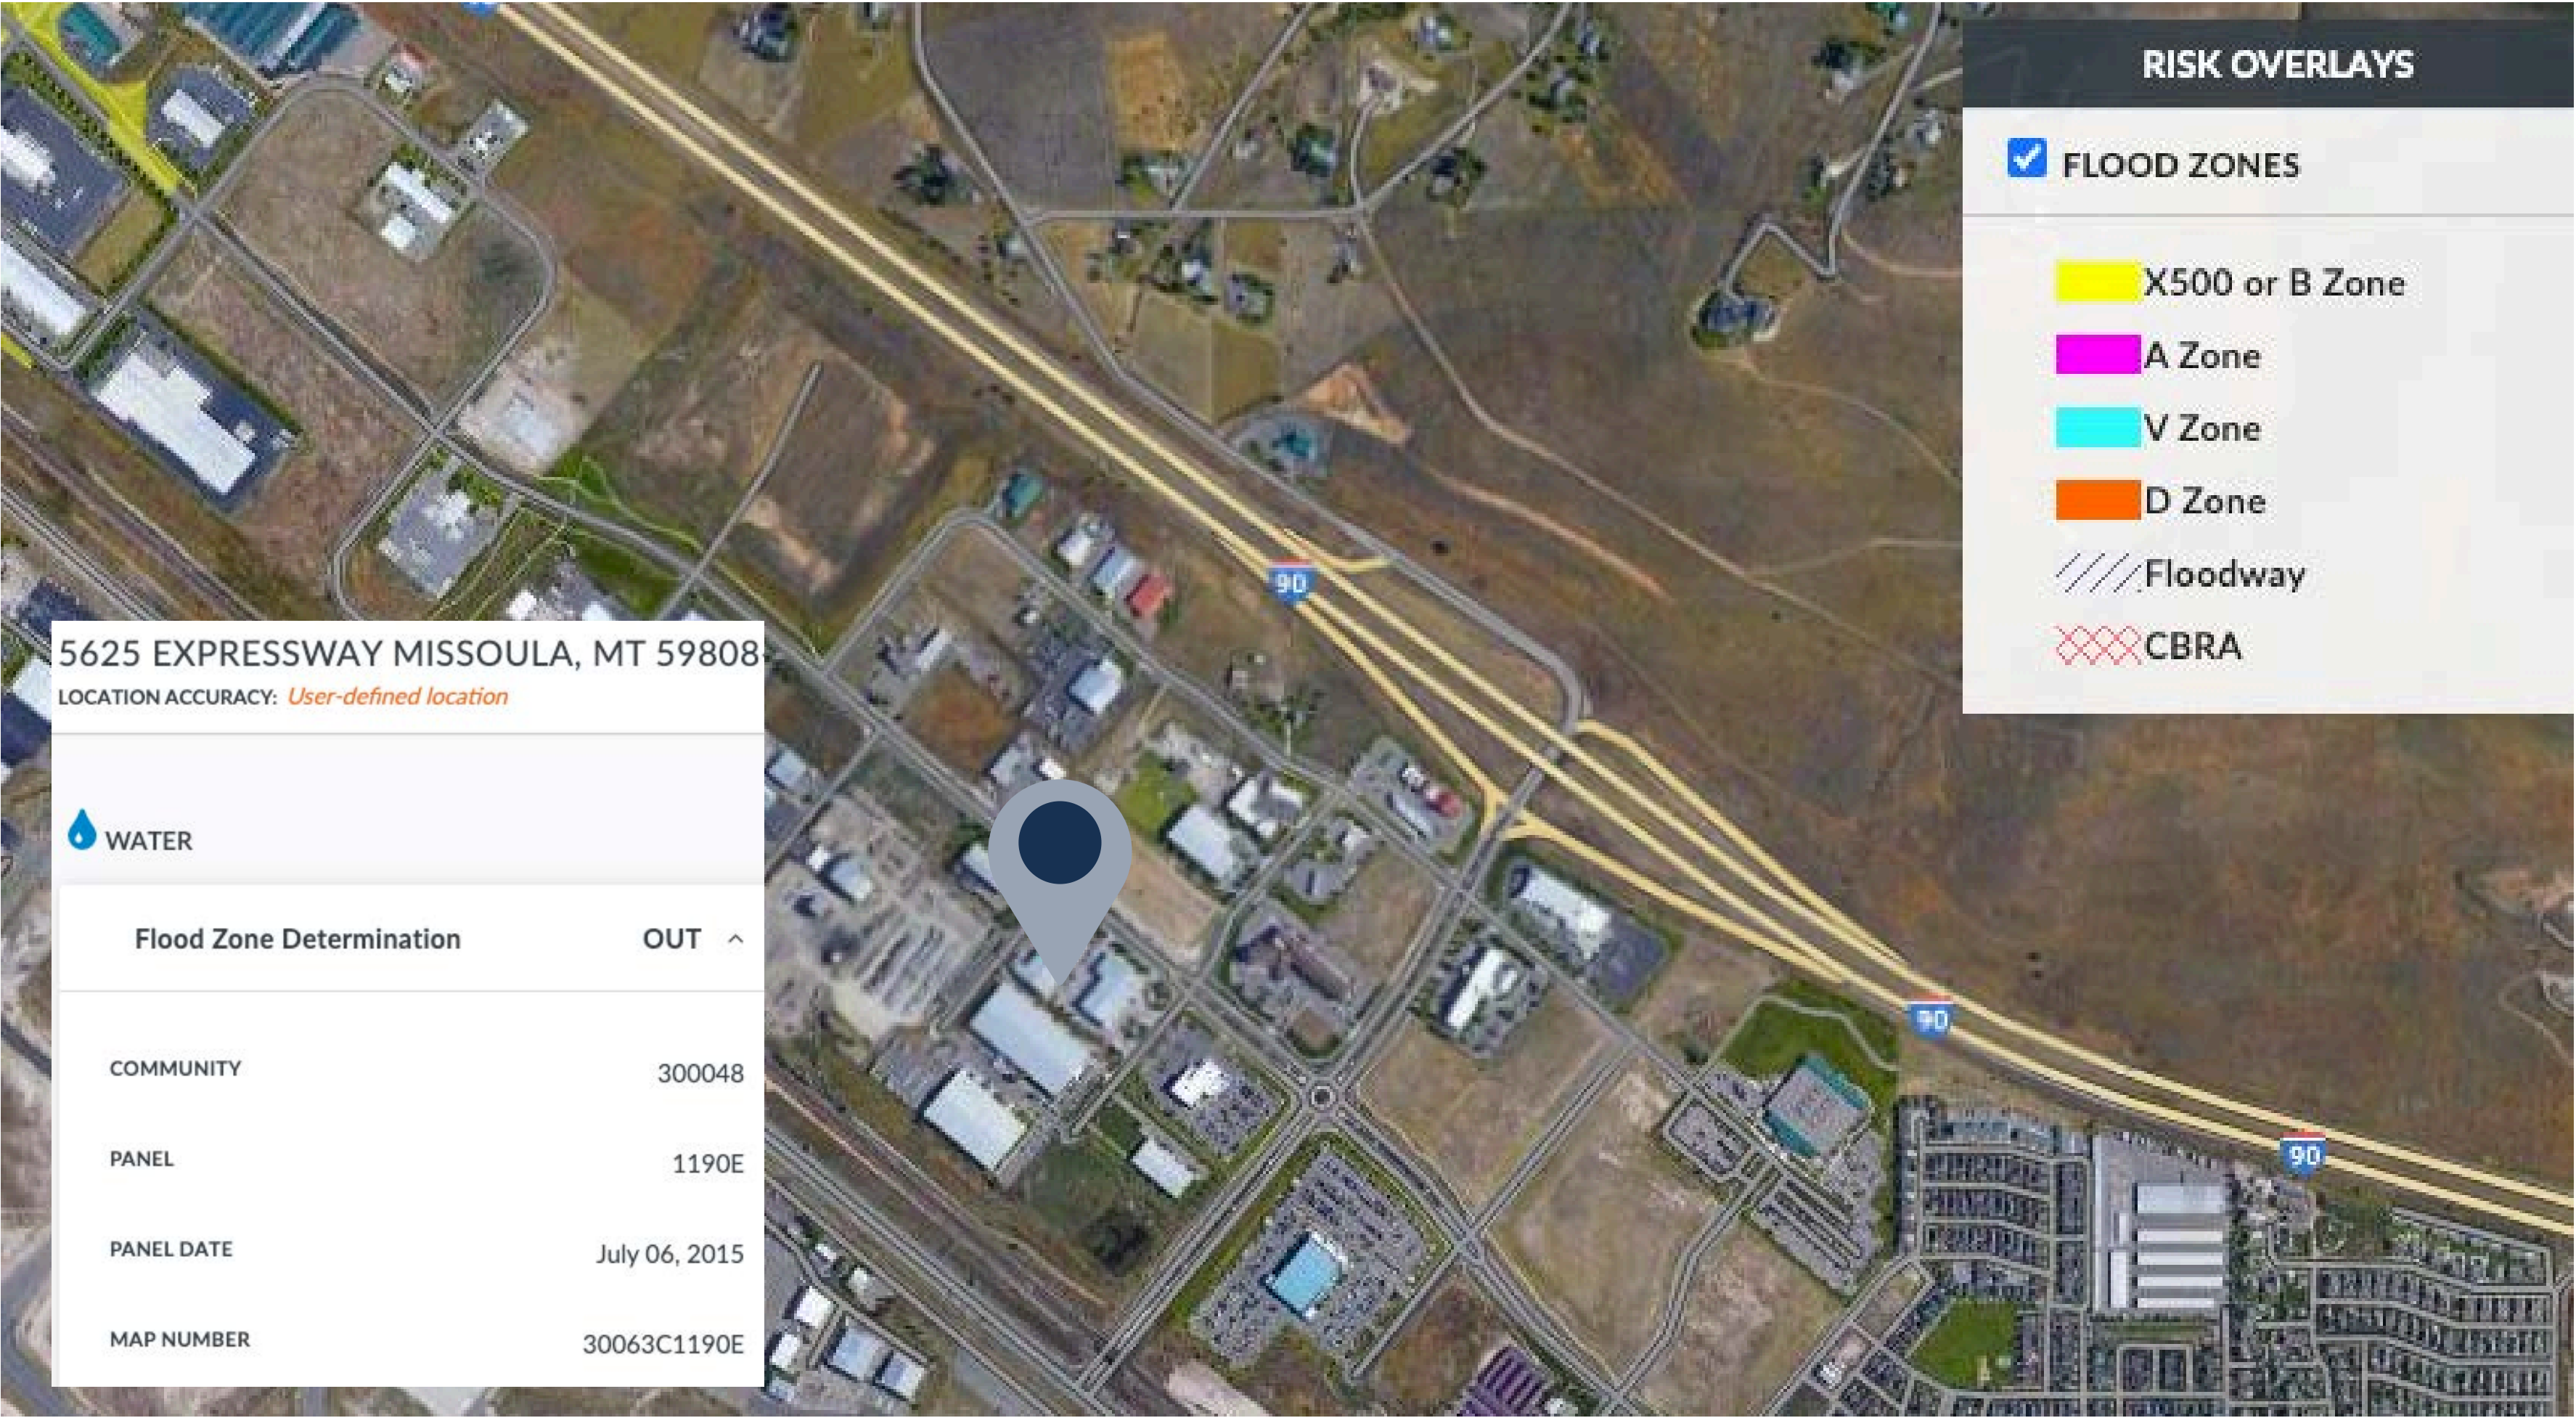 RISK OVERLAYS
FLOOD ZONES
X500 or B Zone
A Zone
V Zone
D Zone
Floodway
CBRA
90
90
90
5625 EXPRESSWAY MISSOULA, MT 59808-
LOCATION ACCURACY: User-defined location
WATER
Flood Zone Determination OUT
COMMUNITY 300048
PANEL 1190E
PANEL DATE July 06, 2015
MAP NUMBER 30063C1190E